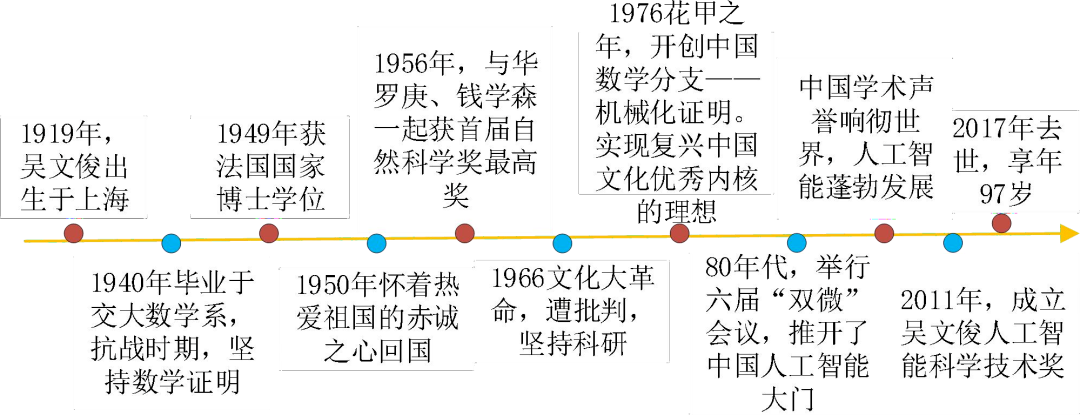 1919年，
吴文俊出
生于上海
1940年毕业于
交大数学系，
抗战时期，坚
持数学证明
1949年获
法国国家
博士学位
1950年怀着热
爱祖国的赤诚
之心回国
1956年，与华
罗庚、钱学森
一起获首届自
然科学奖最高
奖
1966文化大革
命，遭批判，
坚持科研
1976花甲之
年，开创中国
数学分支——
机械化证明。
实现复兴中国
文化优秀内核
的理想
80年代，举行
六届“双微”
会议，推开了
中国人工智能
大门
中国学术声
誉响彻世
界，人工智
能蓬勃发展
2011年，成立
吴文俊人工智
能科学技术奖
2017年去
世，享年
97岁